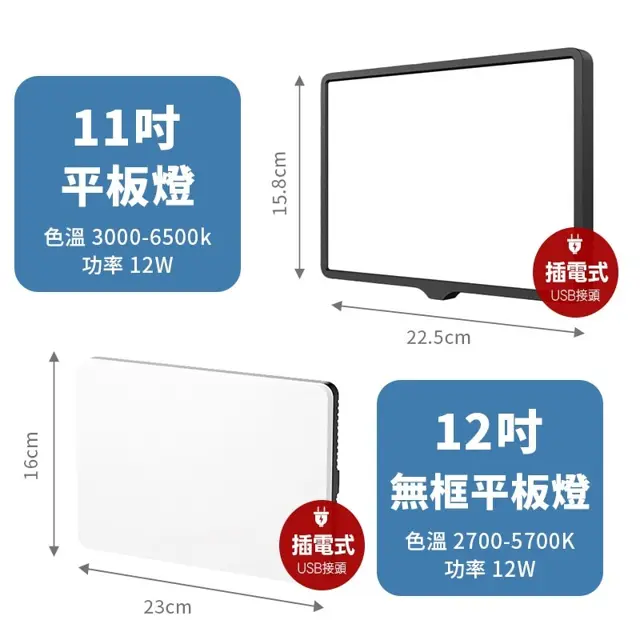 11吋
平板燈
色溫 3000-6500k
功率 12W
15.8cm
插電式
USB接頭
22.5cm
16cm
插電式
USB接頭
23cm
12吋
無框平板燈
色溫 2700-5700K
功率 12W